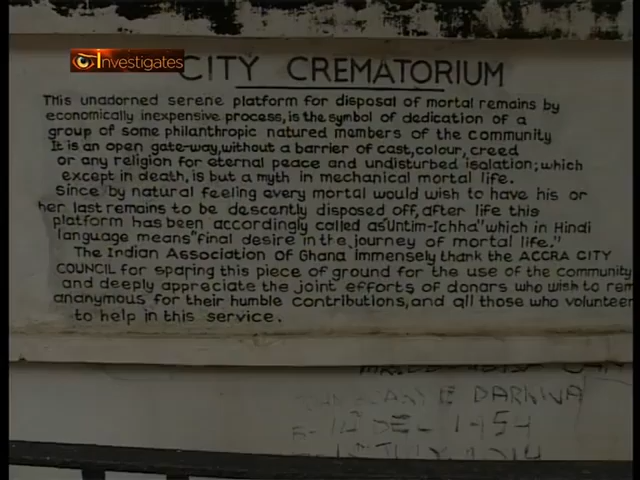 Investigates
CITY CREMATORIUM
This unadorned serene platform for disposal of mortal remains by
economically inexpensive process, is the symbol of dedication of a
group of some philanthropic natured members of the community
It is an open gate-way, without a barrier of cast, colour, creed
or any religion for eternal peace and undisturbed isolation; which
except in death, is but a myth in mechanical mortal life.
Since by natural feeling every mortal would wish to have his or
her last remains to be descently disposed off, after life this
platform has been accordingly called as "Untim-Ichha" which in Hindi
language means "final desire in the journey of mortal life."
The Indian Association of Ghana immensely thank the ACCRA CITY
COUNCIL for sparing this piece of ground for the use of the community
and deeply appreciate the joint efforts of donors who wish to rem
anonymous for their humble contributions, and all those who volunteer
to help in this service.
DARKWA
1954